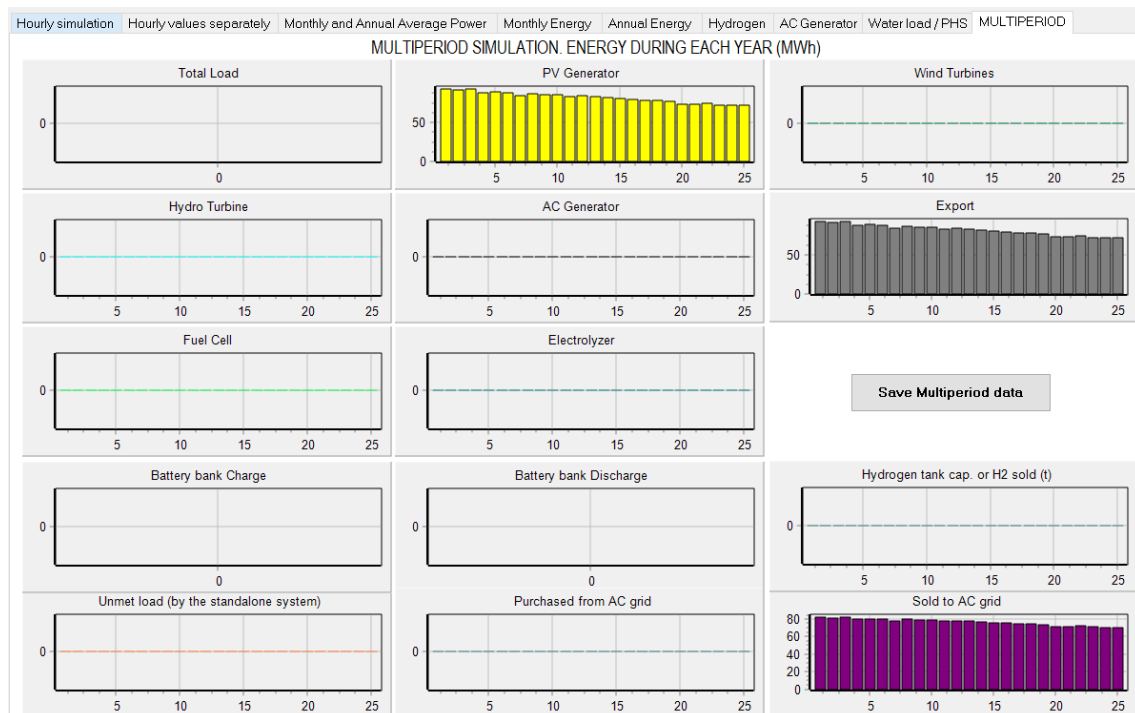 Hourly simulation Hourly values separately Monthly and Annual Average Power Monthly Energy Annual Energy Hydrogen AC Generator Water load / PHS MULTIPERIOD
MULTIPERIOD SIMULATION. ENERGY DURING EACH YEAR (MWh)
Total Load
0
0
PV Generator
50
0
5 10 15 20 25
Wind Turbines
0
5 10 15 20 25
Hydro Turbine
0
5 10 15 20 25
AC Generator
0
5 10 15 20 25
Export
50
0
5 10 15 20 25
Fuel Cell
0
5 10 15 20 25
Electrolyzer
0
5 10 15 20 25
Save Multiperiod data
Battery bank Charge
0
0
Battery bank Discharge
0
0
Hydrogen tank cap. or H2 sold (t)
0
5 10 15 20 25
Unmet load (by the standalone system)
0
5 10 15 20 25
Purchased from AC grid
0
5 10 15 20 25
Sold to AC grid
80
60
40
20
0
5 10 15 20 25